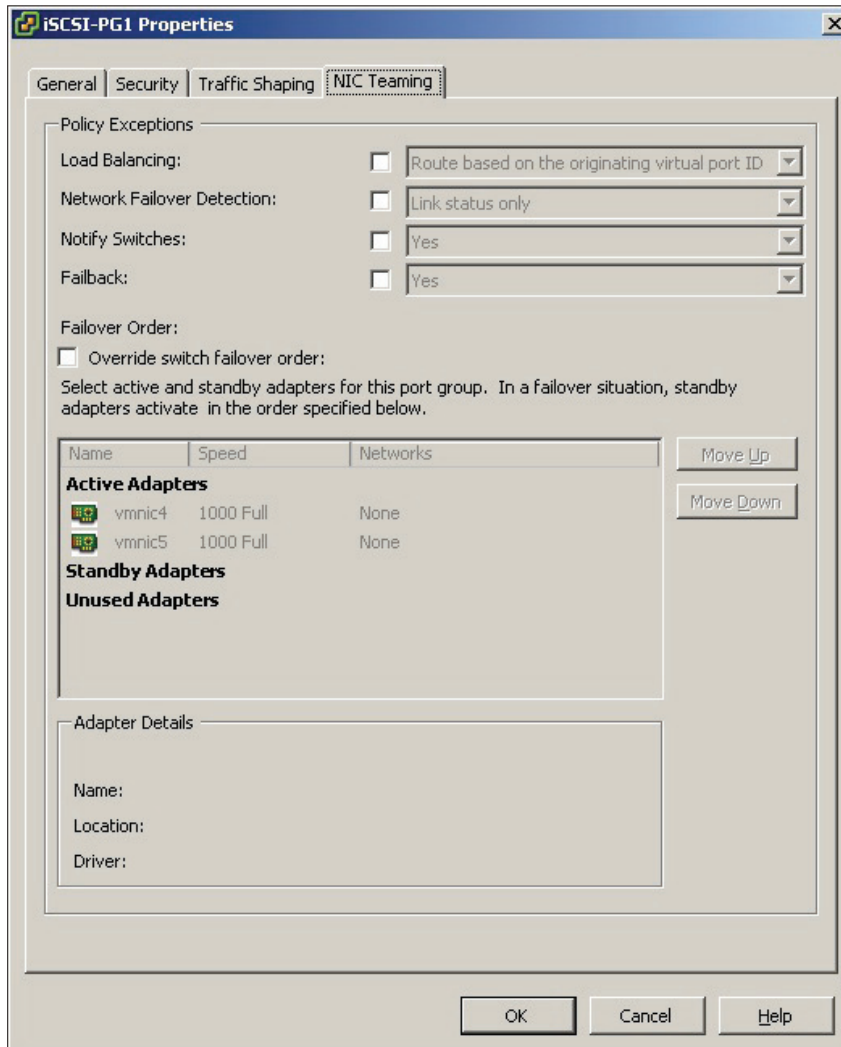 iSCSI-PG1 Properties
General Security Traffic Shaping NIC Teaming
Policy Exceptions
Load Balancing: Route based on the originating virtual port ID
Network Failover Detection: Link status only
Notify Switches: Yes
Failback: Yes
Failover Order:
Override switch failover order:
Select active and standby adapters for this port group. In a failover situation, standby
adapters activate in the order specified below.
Name Speed Networks Move Up
Active Adapters
vmnic4 1000 Full None Move Down
vmnic5 1000 Full None
Standby Adapters
Unused Adapters
Adapter Details
Name:
Location:
Driver:
OK Cancel Help